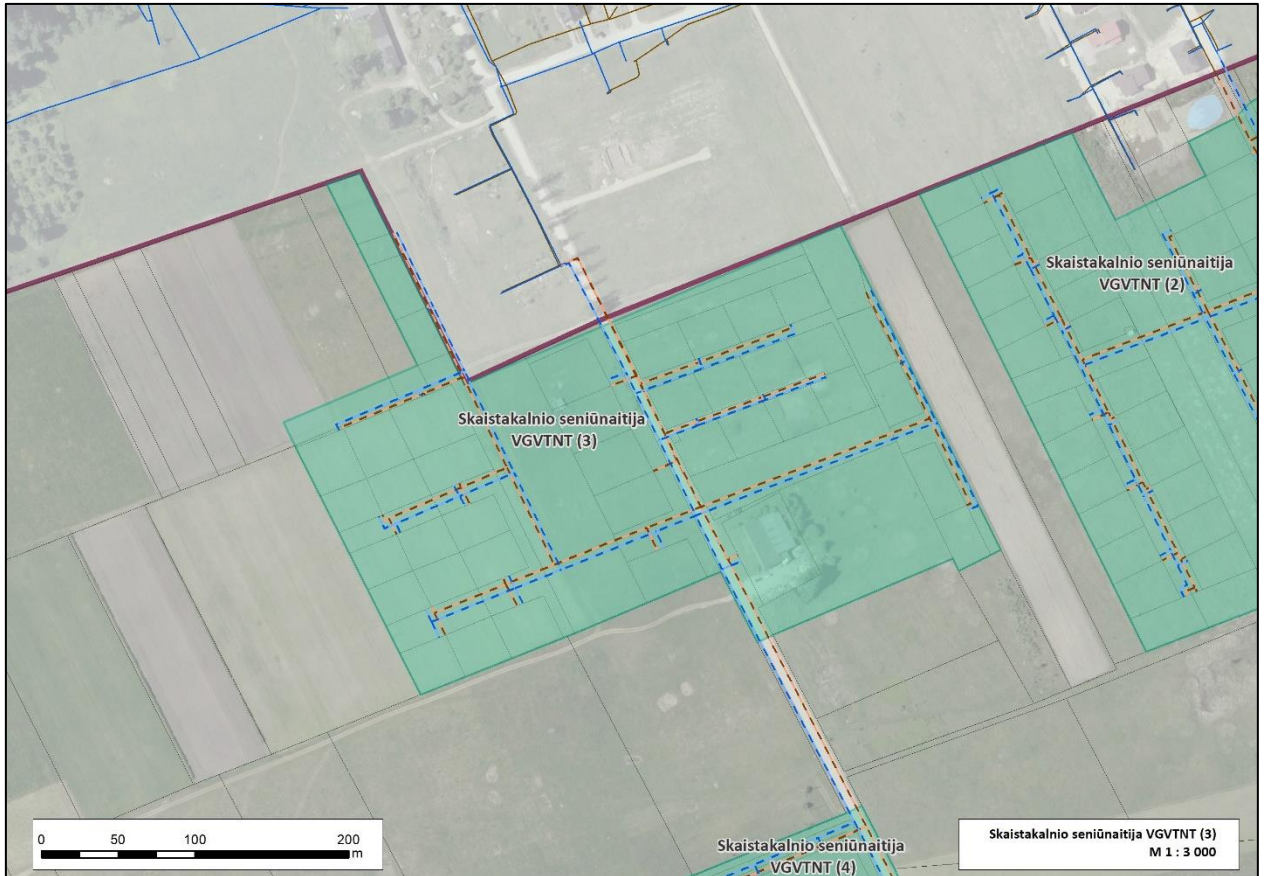 Skaistakalnio seniūnaitija
VGVTNT (2)
Skaistakalnio seniūnaitija
VGVTNT (3)
0 50 100 200
m
Skaistakalnio seniūnaitija
VGVTNT (4)
Skaistakalnio seniūnaitija VGVTNT (3)
M 1 : 3 000